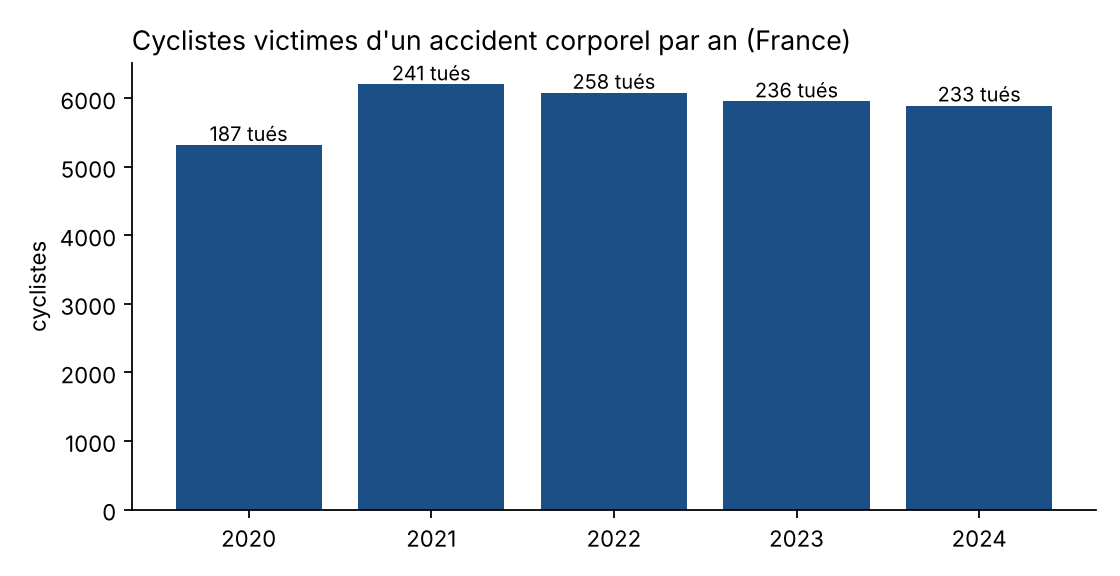 Cyclistes victimes d'un accident corporel par an (France)
cyclistes
6000
5000
4000
3000
2000
1000
0
187 tués
241 tués
258 tués
236 tués
233 tués
2020
2021
2022
2023
2024